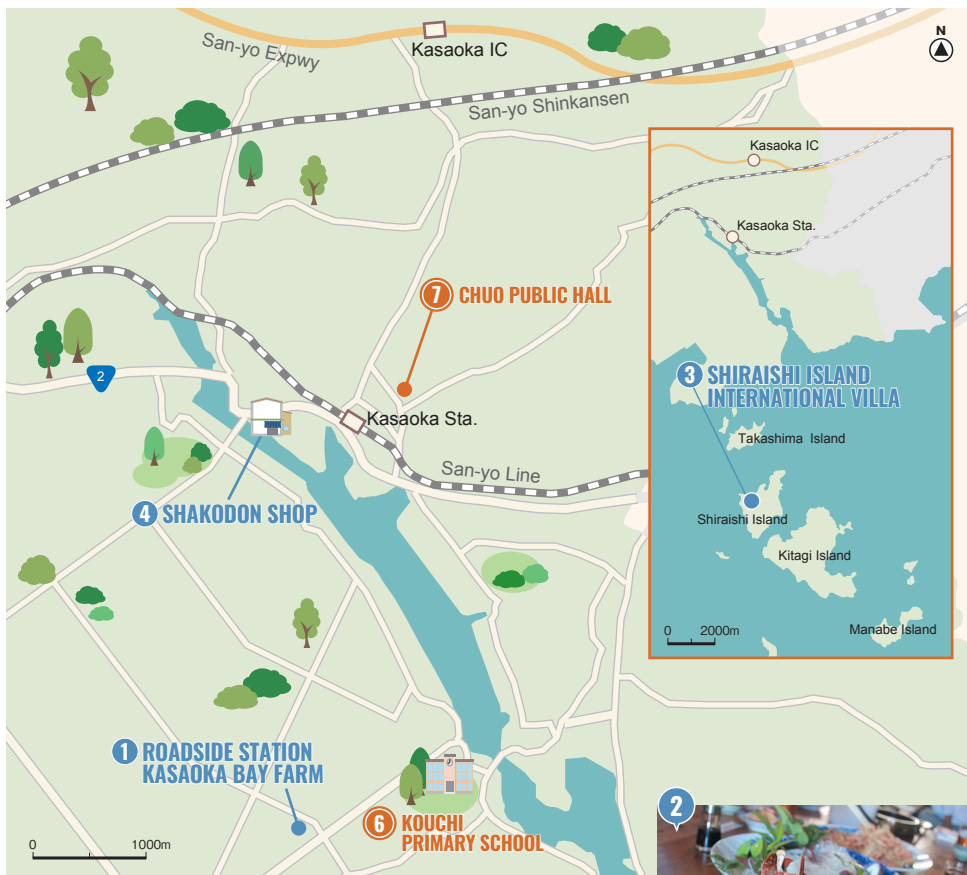 San-yo Expwy
Kasaoka IC
N
San-yo Shinkansen
7 CHUO PUBLIC HALL
2
Kasaoka Sta.
San-yo Line
4 SHAKODON SHOP
1 ROADSIDE STATION
KASAOKA BAY FARM
6 KOUCHI
PRIMARY SCHOOL
0 1000m
Kasaoka IC
Kasaoka Sta.
3 SHIRAISHI ISLAND
INTERNATIONAL VILLA
Takashima Island
Shiraishi Island
Kitagi Island
Manabe Island
0 2000m
2